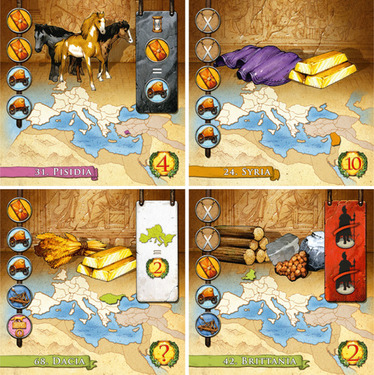 31. PISIDIA
4
24. SYRIA
10
=
=
2
68. DACIA
?
42. BRITTANIA
2